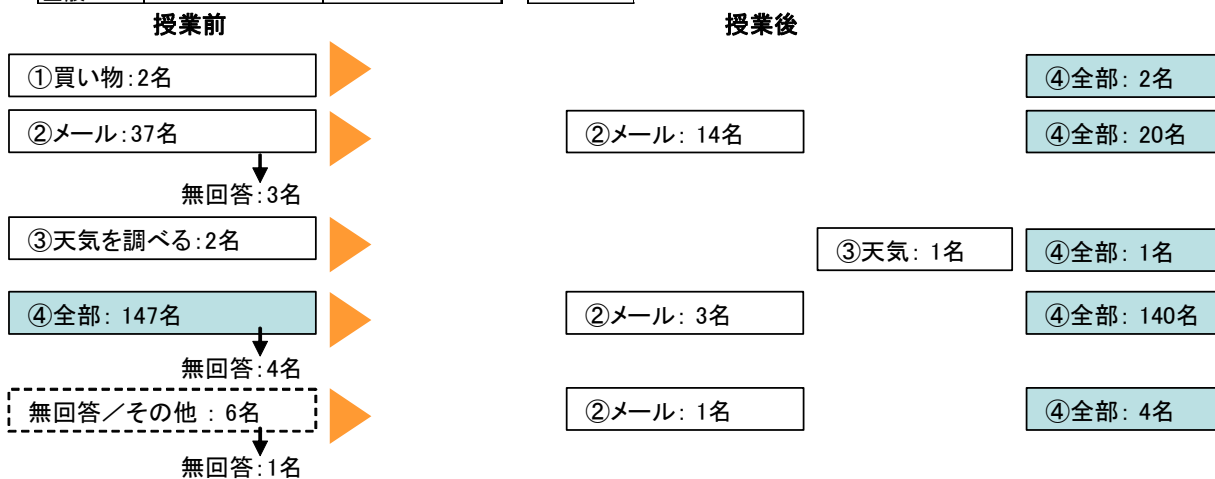 授業前 授業後
①買い物:2名 ④全部: 2名
②メール:37名 ②メール: 14名 ④全部: 20名
無回答:3名
③天気を調べる:2名 ③天気: 1名 ④全部: 1名
④全部: 147名 ②メール: 3名 ④全部: 140名
無回答:4名
無回答/その他 : 6名 ②メール: 1名 ④全部: 4名
無回答:1名